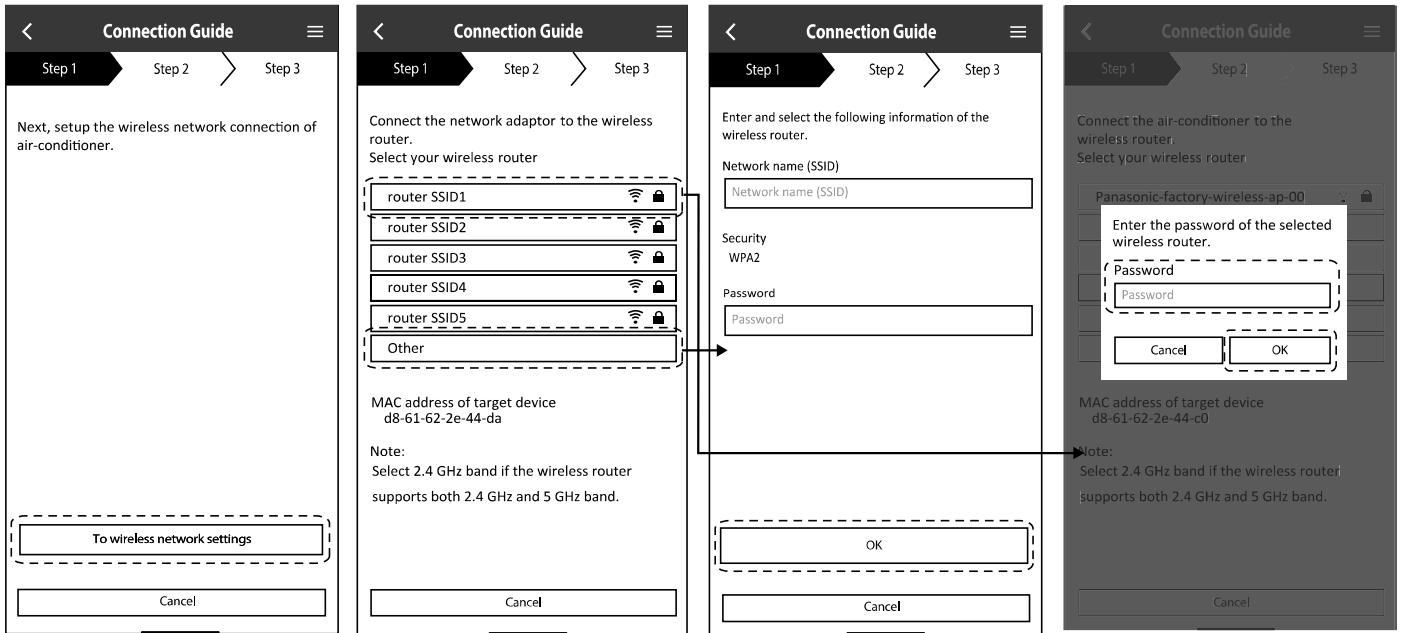 Connection Guide
Step 1 Step 2 Step 3
Next, setup the wireless network connection of
air-conditioner.
To wireless network settings
Cancel
Connection Guide
Step 1 Step 2 Step 3
Connect the network adaptor to the wireless
router.
Select your wireless router
router SSID1
router SSID2
router SSID3
router SSID4
router SSID5
Other
MAC address of target device
d8-61-62-2e-44-da
Note:
Select 2.4 GHz band if the wireless router
supports both 2.4 GHz and 5 GHz band.
Cancel
Connection Guide
Step 1 Step 2 Step 3
Enter and select the following information of the
wireless router.
Network name (SSID)
Network name (SSID)
Security
WPA2
Password
Password
OK
Cancel
Connection Guide
Step 1 Step 2 Step 3
Connect the air-conditioner to the
wireless router.
Select your wireless router
Panasonic-factory-wireless-ap-00
Enter the password of the selected
wireless router.
Password
Password
Cancel OK
MAC address of target device
d8-61-62-2e-44-c0
Note:
Select 2.4 GHz band if the wireless router
supports both 2.4 GHz and 5 GHz band.
Cancel